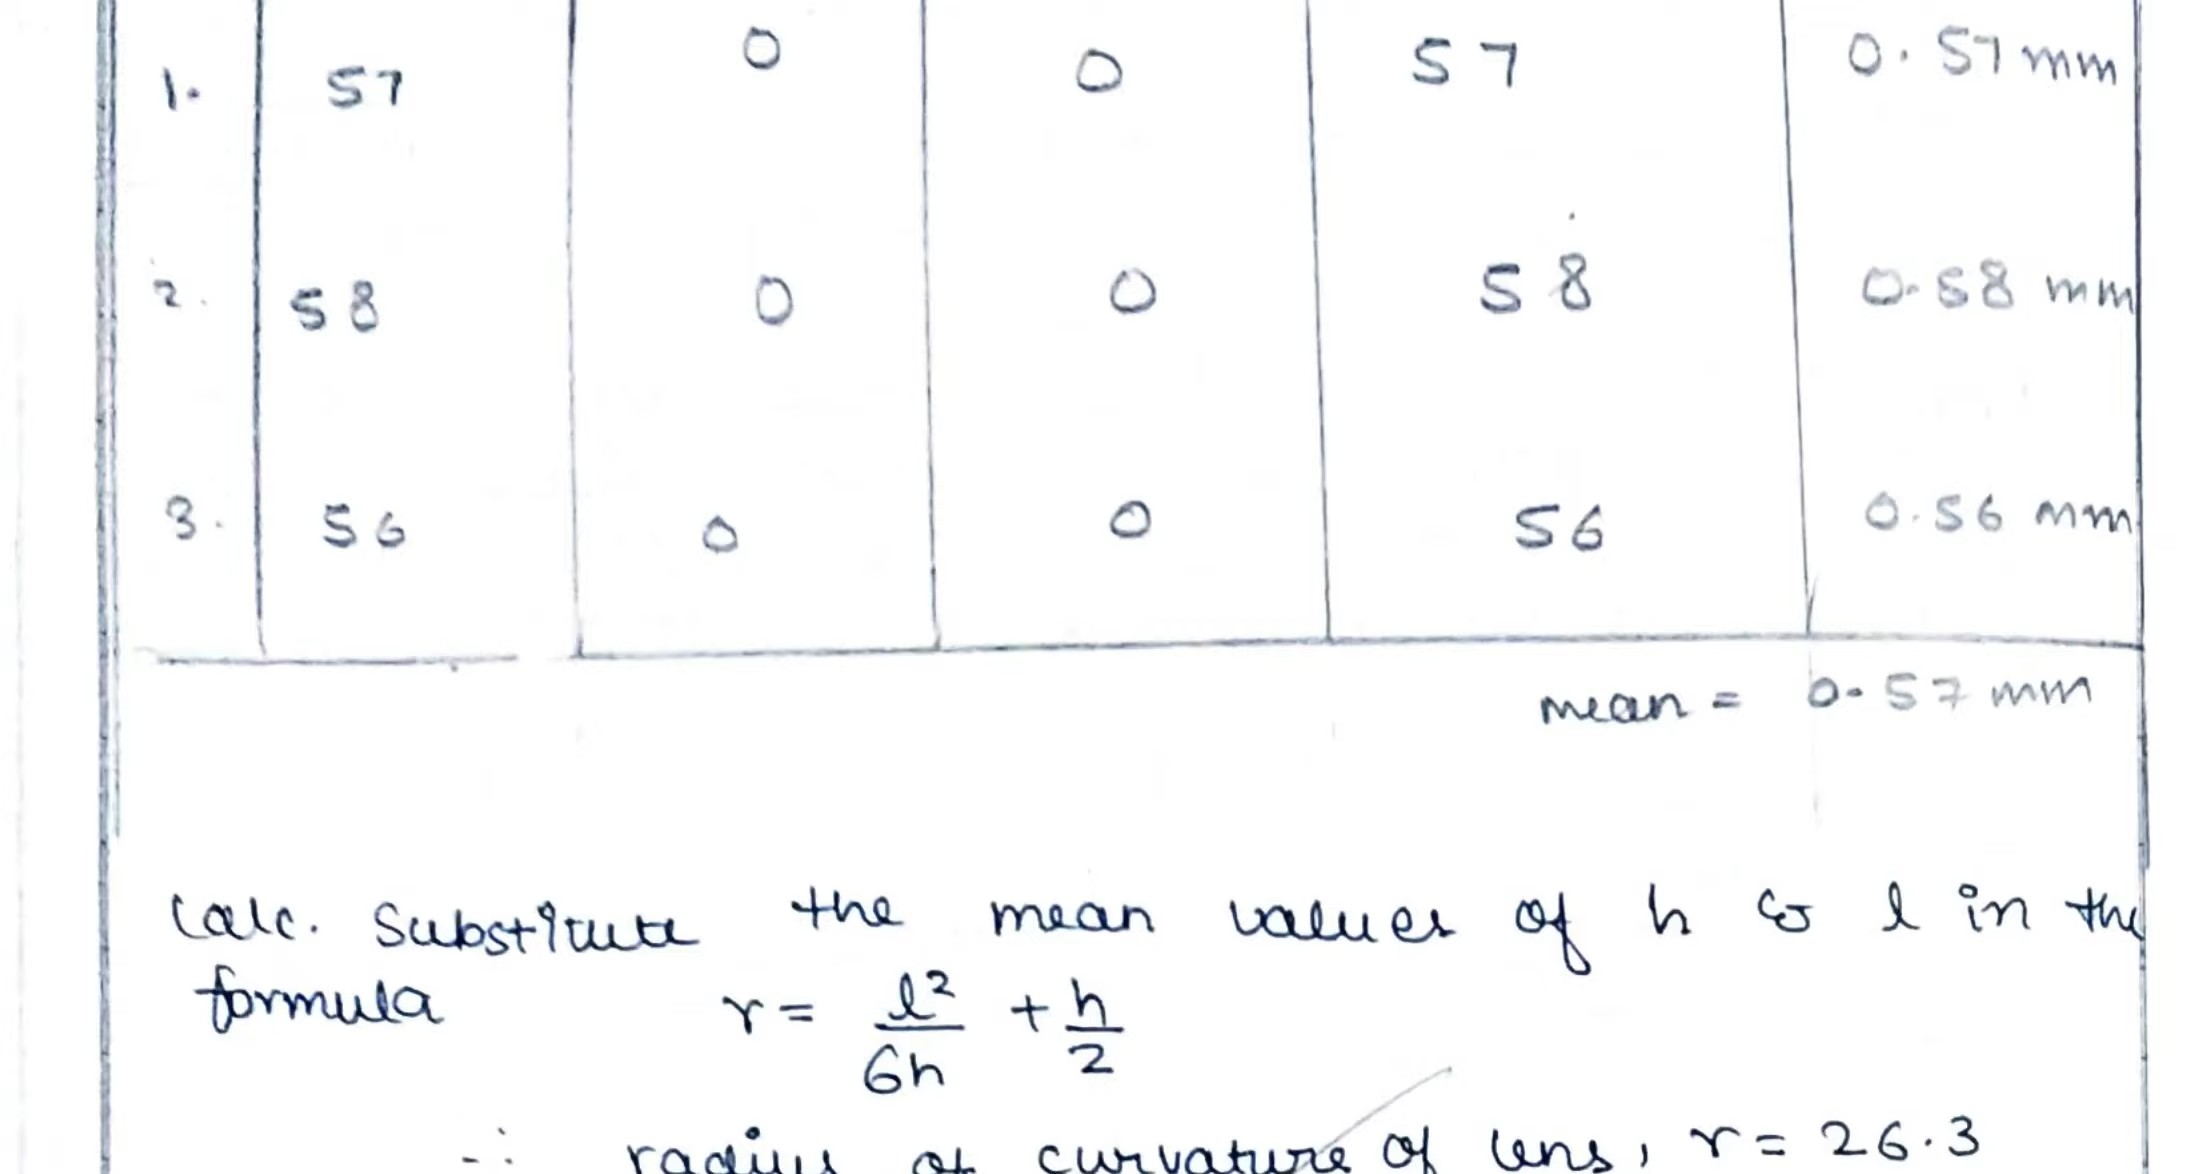 1. 57 0 0 57 0.57 mm
2. 58 0 0 58 0.58 mm
3. 56 0 0 56 0.56 mm
mean = 0.57 mm
Calc. Substitute the mean values of h & l in the
formula r = l²/6h + h/2
∴ radius of curvature of lens, r = 26.3